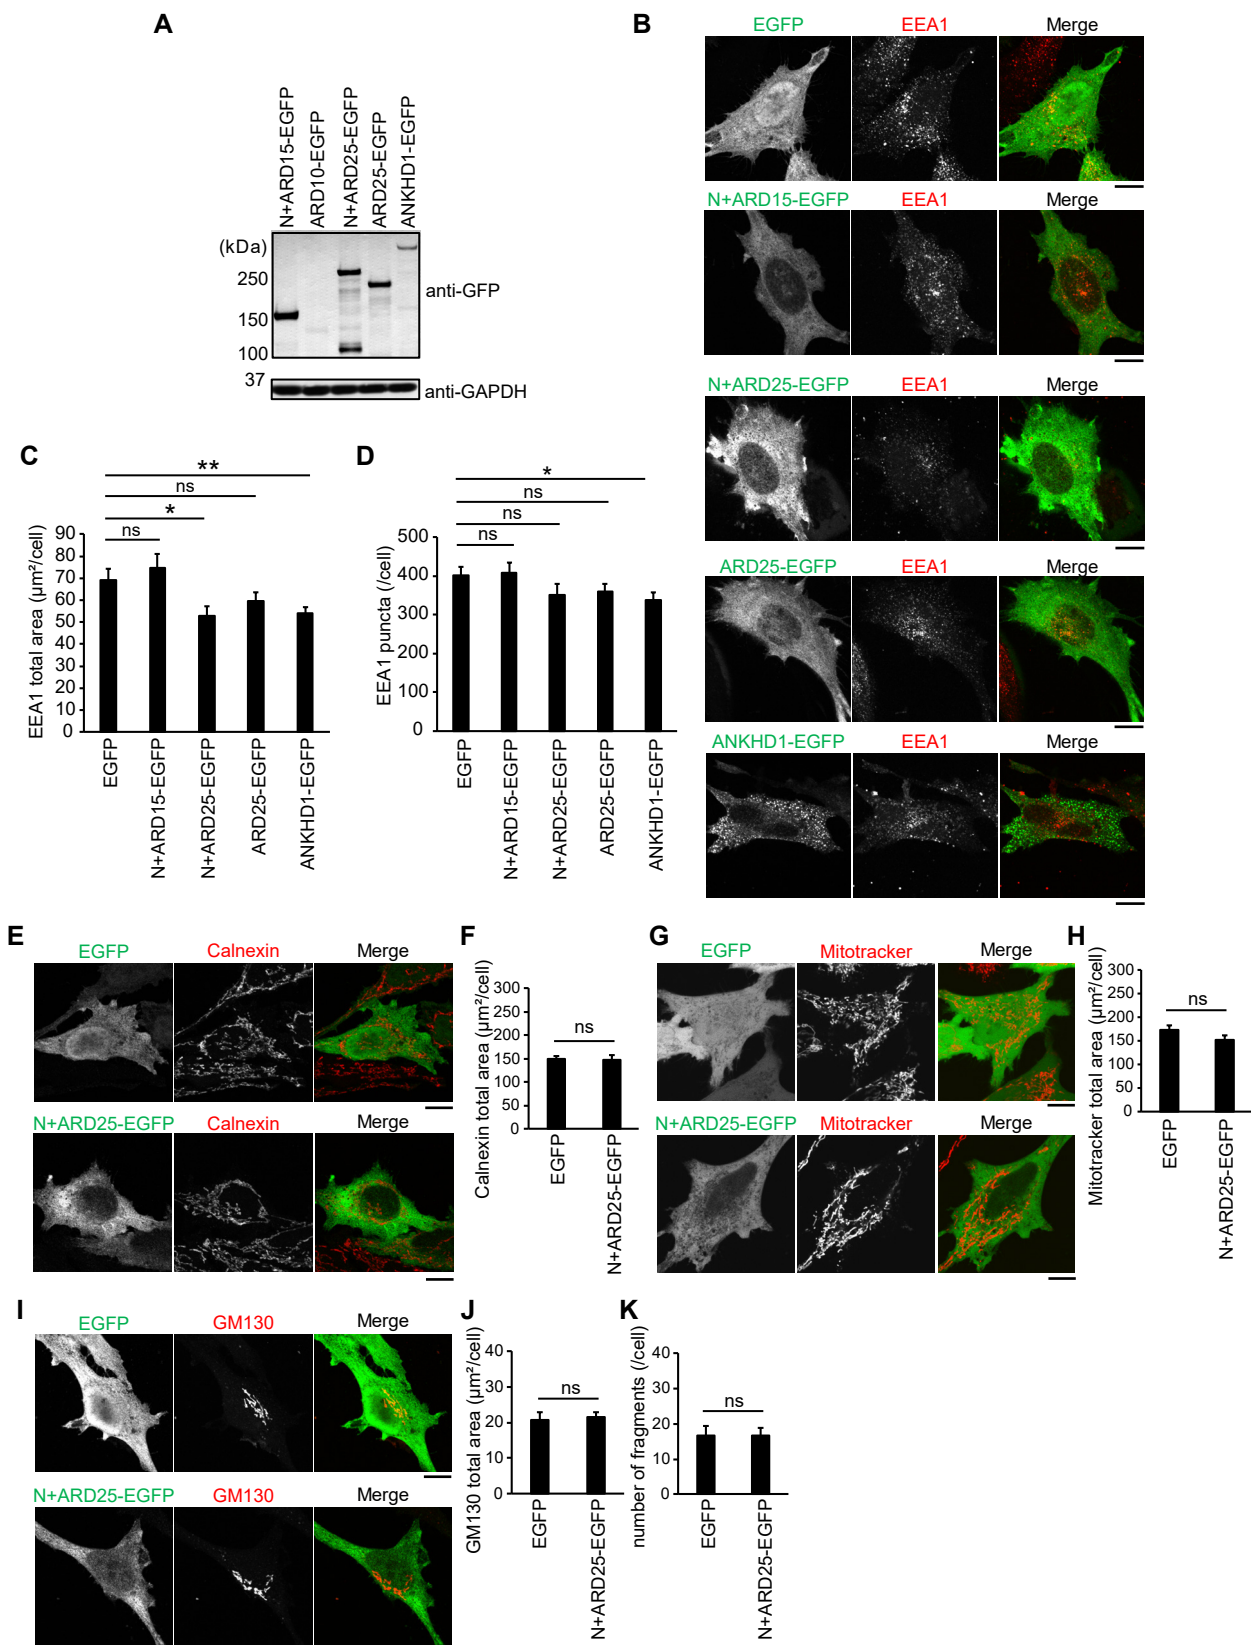 A
N+ARD15-EGFP
ARD10-EGFP
N+ARD25-EGFP
ARD25-EGFP
ANKHD1-EGFP
(kDa)
250
150
100
37
anti-GFP
anti-GAPDH
B
EGFP EEA1 Merge
N+ARD15-EGFP EEA1 Merge
N+ARD25-EGFP EEA1 Merge
ARD25-EGFP EEA1 Merge
ANKHD1-EGFP EEA1 Merge
C
**
ns
*
ns
EEA1 total area (µm²/cell)
90
80
70
60
50
40
30
20
10
0
EGFP
N+ARD15-EGFP
N+ARD25-EGFP
ARD25-EGFP
ANKHD1-EGFP
D
*
ns
ns
ns
EEA1 puncta (/cell)
500
400
300
200
100
0
EGFP
N+ARD15-EGFP
N+ARD25-EGFP
ARD25-EGFP
ANKHD1-EGFP
E
EGFP Calnexin Merge
N+ARD25-EGFP Calnexin Merge
F
Calnexin total area (µm²/cell)
300
250
200
150
100
50
0
ns
EGFP
N+ARD25-EGFP
G
EGFP Mitotracker Merge
N+ARD25-EGFP Mitotracker Merge
H
Mitotracker total area (µm²/cell)
300
250
200
150
100
50
0
ns
EGFP
N+ARD25-EGFP
I
EGFP GM130 Merge
N+ARD25-EGFP GM130 Merge
J
GM130 total area (µm²/cell)
40
30
20
10
0
ns
EGFP
N+ARD25-EGFP
K
number of fragments (/cell)
40
30
20
10
0
ns
EGFP
N+ARD25-EGFP